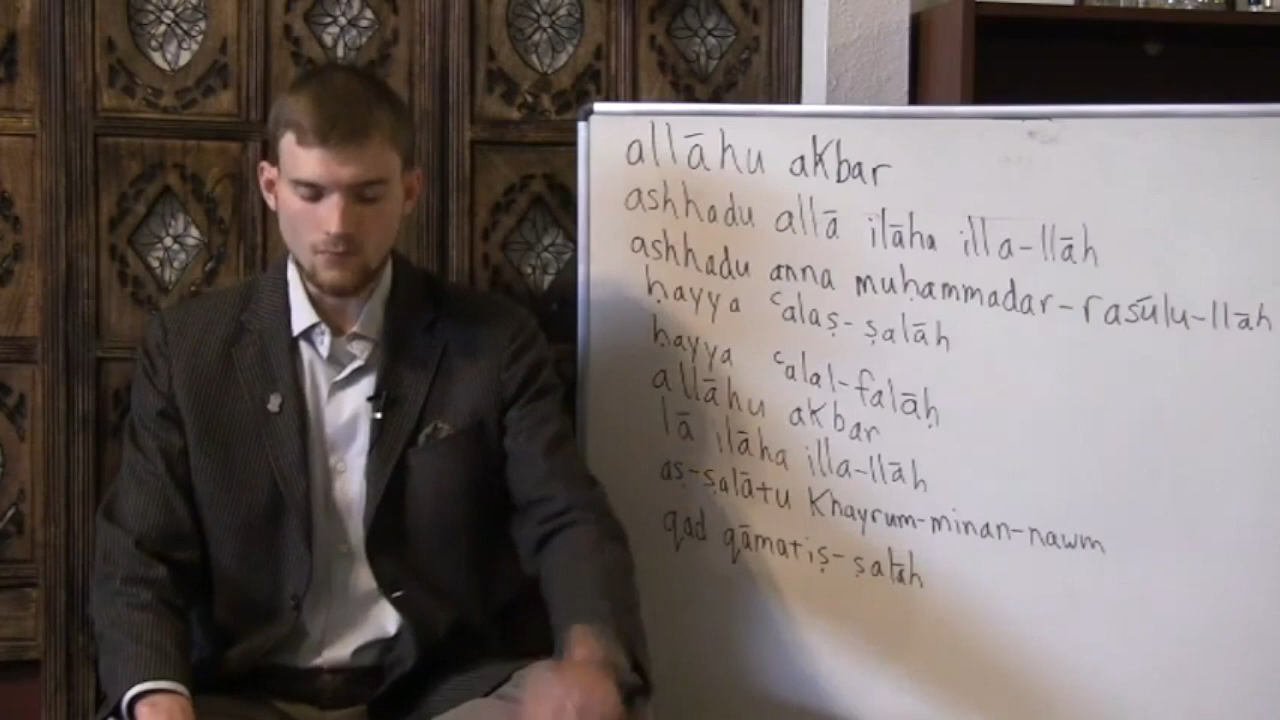 allāhu akbar
ashhadu allā ilāha illa-llāh
ashhadu anna muḥammadar-rasūlu-llāh
ḥayya ʿalaṣ-ṣalāh
ḥayya ʿalal-falāḥ
allāhu akbar
lā ilāha illa-llāh
aṣ-ṣalātu khayrum-minan-nawm
qad qāmatiṣ-ṣalāh